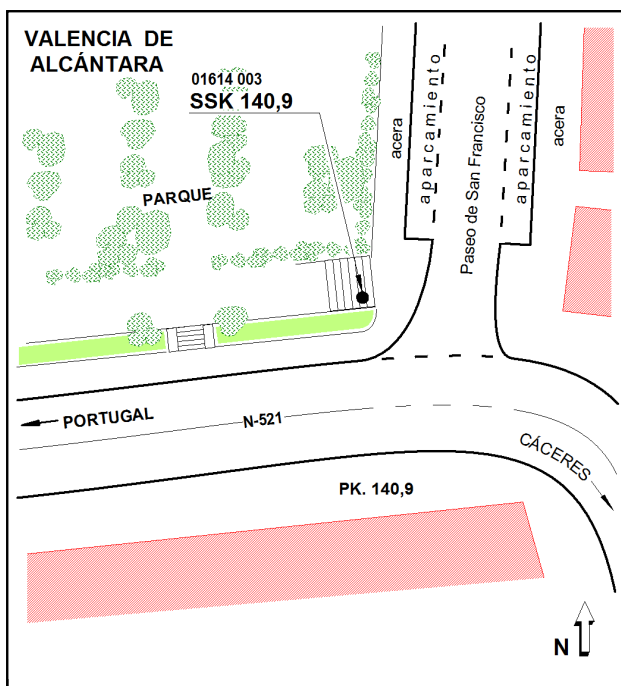 VALENCIA DE
ALCÁNTARA
01614 003
SSK 140,9
acera
aparcamiento
Paseo de San Francisco
aparcamiento
acera
PARQUE
PORTUGAL
N-521
CÁCERES
PK. 140,9
N